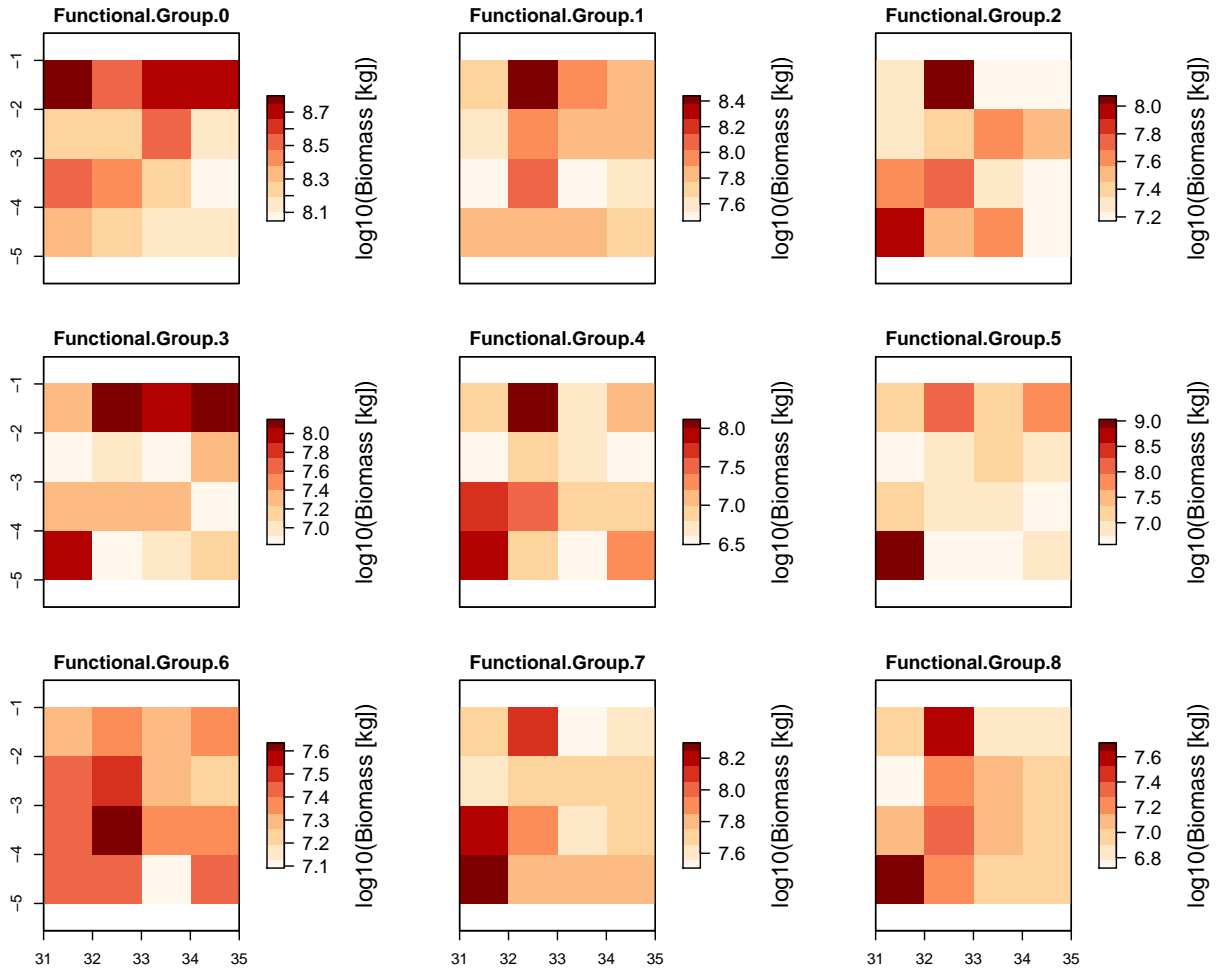 Functional.Group.0
-1
-2
-3
-4
-5
8.7
8.3
8.1
log10(Biomass [kg])
Functional.Group.1
8.4
8.2
8.0
7.8
7.6
log10(Biomass [kg])
Functional.Group.2
8.0
7.8
7.6
7.4
7.2
log10(Biomass [kg])
Functional.Group.3
-1
-2
-3
-4
-5
8.0
7.8
7.6
7.4
7.2
7.0
log10(Biomass [kg])
Functional.Group.4
8.0
7.5
7.0
6.5
log10(Biomass [kg])
Functional.Group.5
9.0
8.5
8.0
7.5
7.0
log10(Biomass [kg])
Functional.Group.6
-1
-2
-3
-4
-5
31 32 33 34 35
7.6
7.5
7.4
7.3
7.2
7.1
log10(Biomass [kg])
Functional.Group.7
31 32 33 34 35
8.2
8.0
7.8
7.6
log10(Biomass [kg])
Functional.Group.8
31 32 33 34 35
7.6
7.4
7.2
7.0
6.8
log10(Biomass [kg])